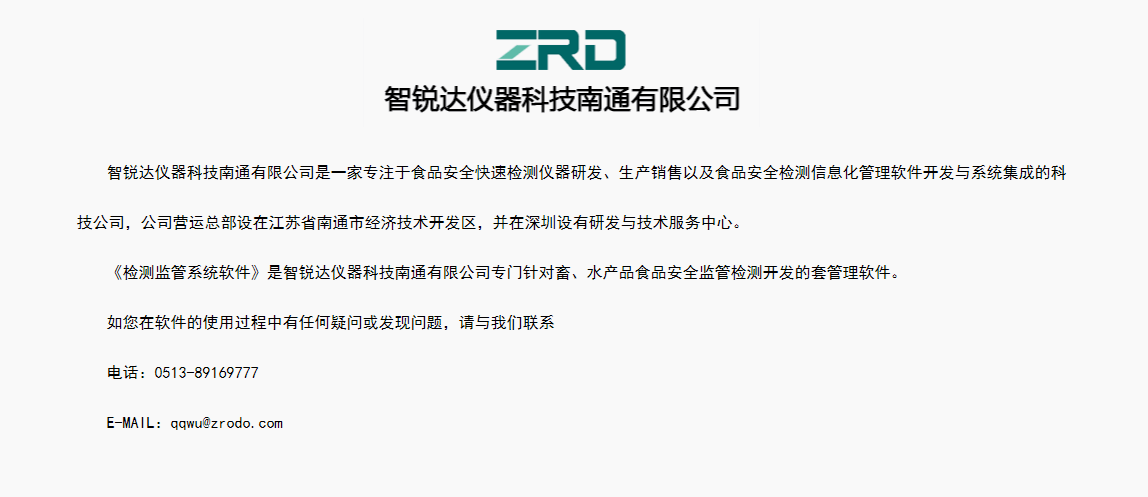 ZRD
智锐达仪器科技南通有限公司
智锐达仪器科技南通有限公司是一家专注于食品安全快速检测仪器研发、生产销售以及食品安全检测信息化管理软件开发与系统集成的科
技公司，公司营运总部设在江苏省南通市经济技术开发区，并在深圳设有研发与技术服务中心。
《检测监管系统软件》是智锐达仪器科技南通有限公司专门针对畜、水产品食品安全监管检测开发的套管理软件。
如您在软件的使用过程中有任何疑问或发现问题，请与我们联系
电话：0513-89169777
E-MAIL：qqwu@zrodo.com